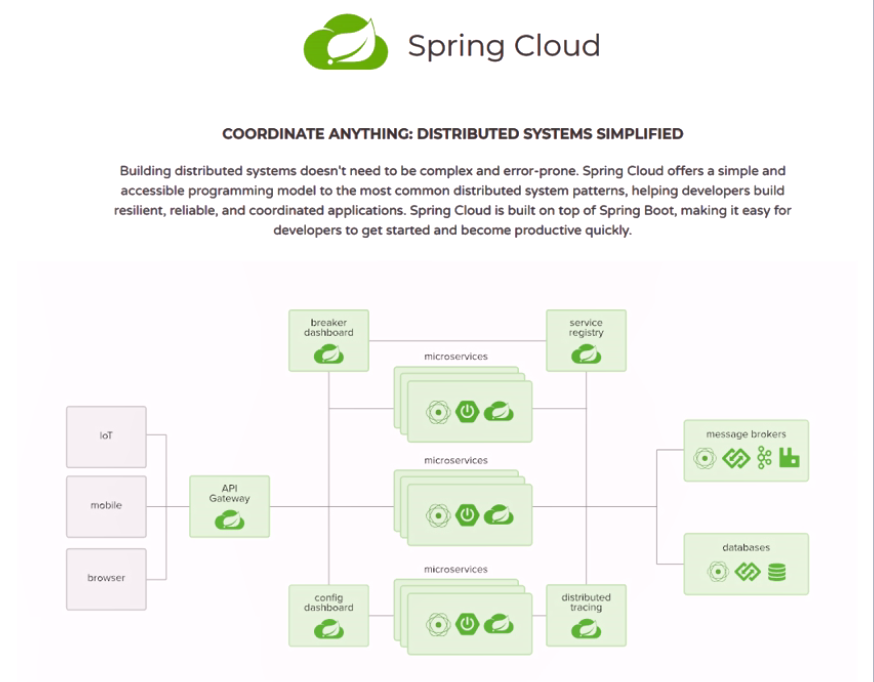 Spring Cloud
COORDINATE ANYTHING: DISTRIBUTED SYSTEMS SIMPLIFIED
Building distributed systems doesn't need to be complex and error-prone. Spring Cloud offers a simple and
accessible programming model to the most common distributed system patterns, helping developers build
resilient, reliable, and coordinated applications. Spring Cloud is built on top of Spring Boot, making it easy for
developers to get started and become productive quickly.
breaker
dashboard
service
registry
microservices
IoT
message brokers
microservices
API
Gateway
mobile
databases
microservices
browser
config
dashboard
distributed
tracing